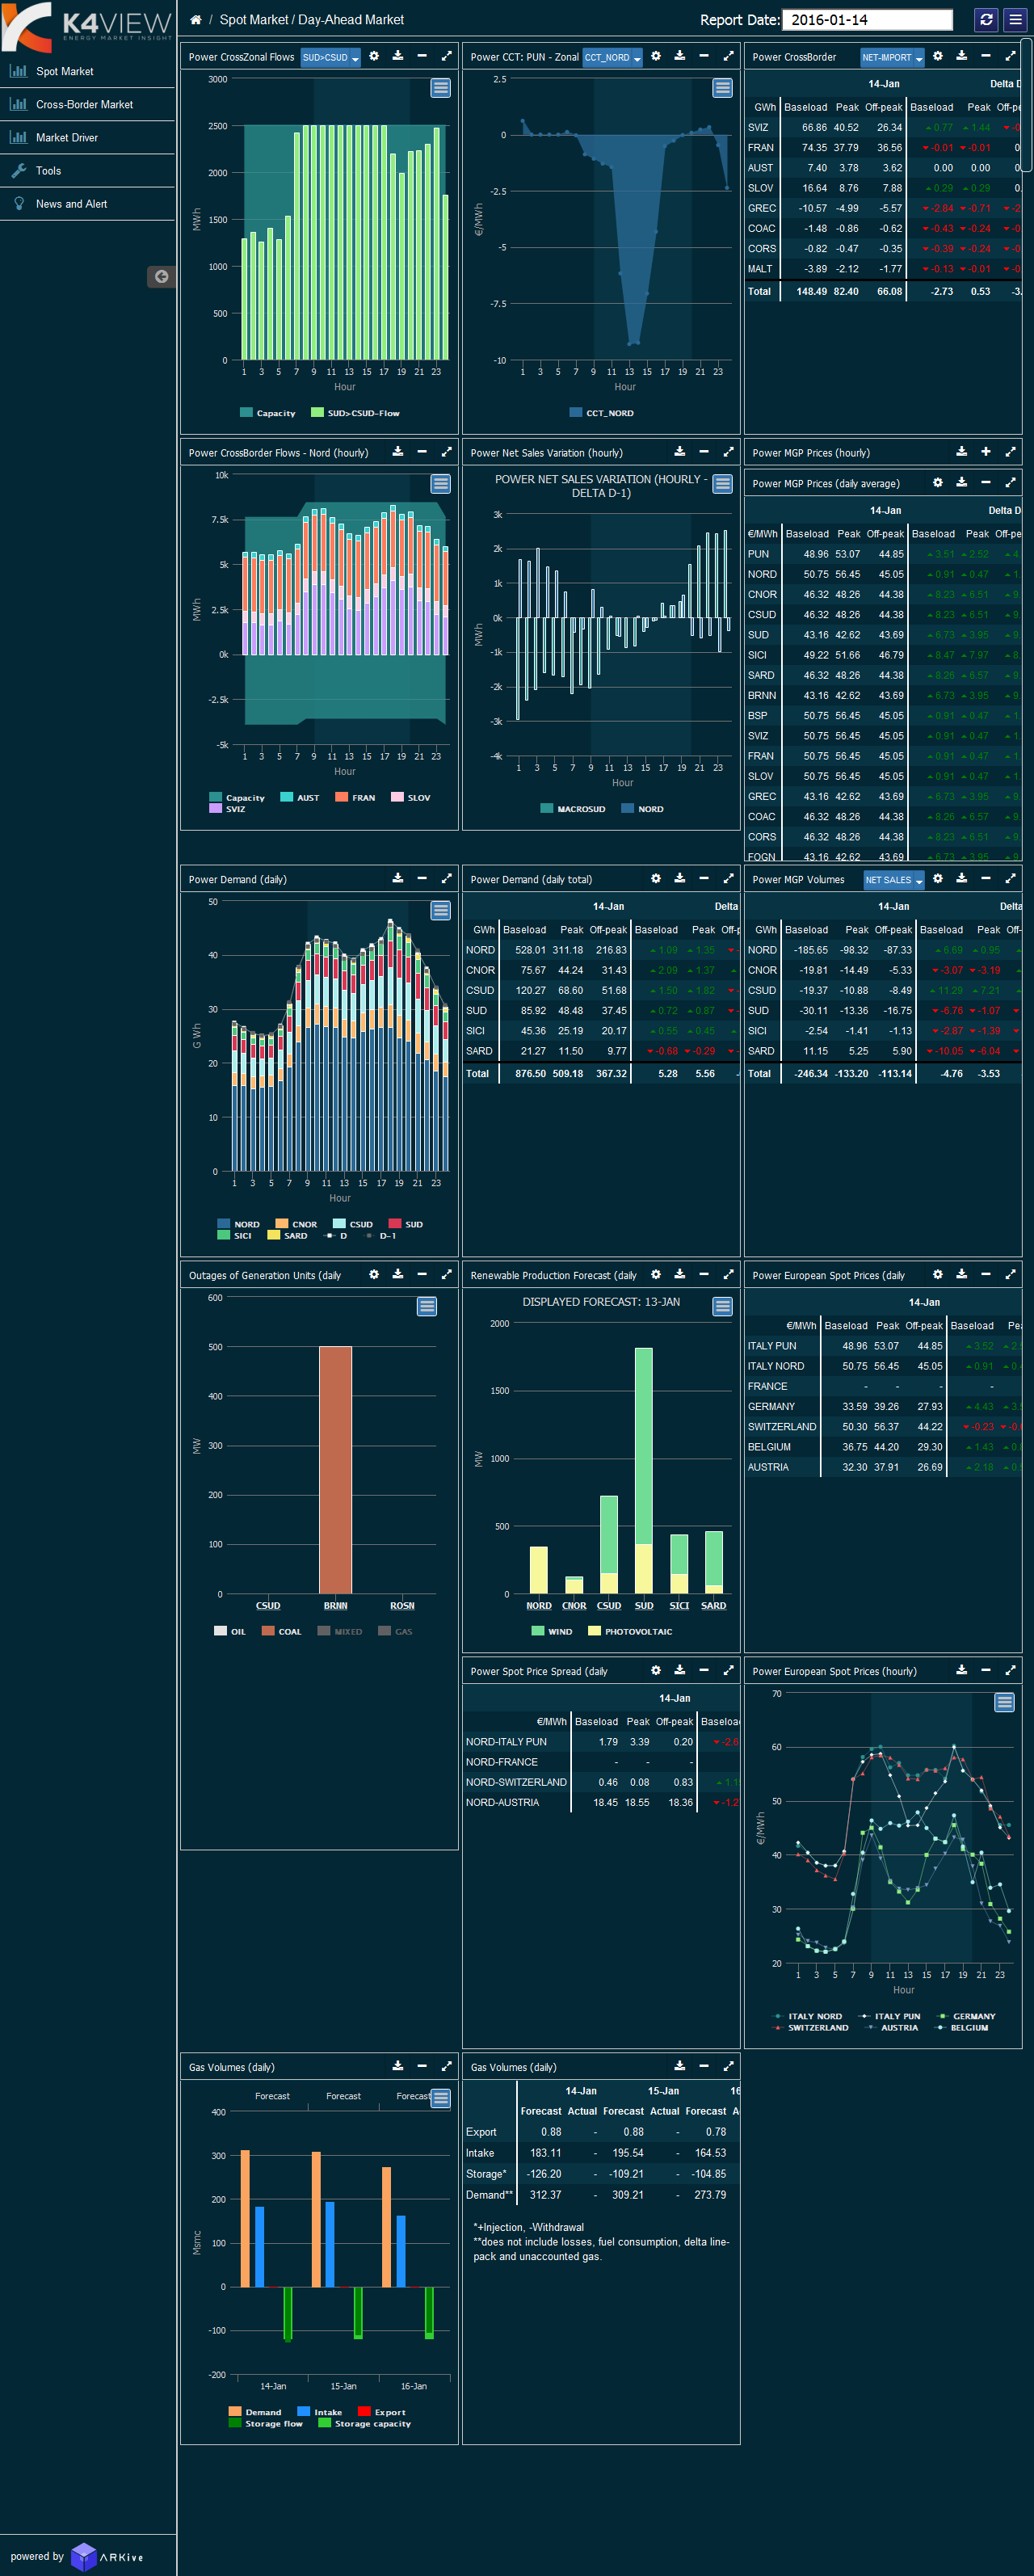 K4VIEW
ENERGY MARKET INSIGHT
Spot Market
Cross-Border Market
Market Driver
Tools
News and Alert
/ Spot Market / Day-Ahead Market
Report Date: 2016-01-14
Power CrossZonal Flows SUD>CSUD
3000
2500
2000
1500
1000
500
0
MWh
1 3 5 7 9 11 13 15 17 19 21 23
Hour
Capacity SUD>CSUD-Flow
Power CCT: PUN - Zonal CCT_NORD
2.5
0
-2.5
-5
-7.5
-10
€/MWh
1 3 5 7 9 11 13 15 17 19 21 23
Hour
CCT_NORD
Power CrossBorder NET-IMPORT
14-Jan Delta D
GWh Baseload Peak Off-peak Baseload Peak Off-p
SVIZ 66.86 40.52 26.34 0.77 1.44 -0
FRAN 74.35 37.79 36.56 -0.01 -0.01 0
AUST 7.40 3.78 3.62 0.00 0.00 0
SLOV 16.64 8.76 7.88 0.29 0.29 0.
GREC -10.57 -4.99 -5.57 -2.84 -0.71 -2.
COAC -1.48 -0.86 -0.62 -0.43 -0.24 -0.
CORS -0.82 -0.47 -0.35 -0.39 -0.24 -0.
MALT -3.89 -2.12 -1.77 -0.13 -0.01 -0.
Total 148.49 82.40 66.08 -2.73 0.53 -3.
Power CrossBorder Flows - Nord (hourly)
10k
7.5k
5k
2.5k
0k
-2.5k
-5k
MWh
1 3 5 7 9 11 13 15 17 19 21 23
Hour
Capacity AUST FRAN SLOV
SVIZ
Power Net Sales Variation (hourly)
POWER NET SALES VARIATION (HOURLY -
DELTA D-1)
3k
2k
1k
0k
-1k
-2k
-3k
-4k
MWh
1 3 5 7 9 11 13 15 17 19 21 23
Hour
MACROSUD NORD
Power MGP Prices (hourly)
Power MGP Prices (daily average)
14-Jan Delta D
€/MWh Baseload Peak Off-peak Baseload Peak Off-pe
PUN 48.96 53.07 44.85 3.51 2.52 4.
NORD 50.75 56.45 45.05 0.91 0.47 1.
CNOR 46.32 48.26 44.38 8.23 6.51 9.
CSUD 46.32 48.26 44.38 8.23 6.51 9.
SUD 43.16 42.62 43.69 6.73 3.95 9.
SICI 49.22 51.66 46.79 8.47 7.97 8.
SARD 46.32 48.26 44.38 8.26 6.57 9.
BRNN 43.16 42.62 43.69 6.73 3.95 9.
BSP 50.75 56.45 45.05 0.91 0.47 1.
SVIZ 50.75 56.45 45.05 0.91 0.47 1.
FRAN 50.75 56.45 45.05 0.91 0.47 1.
SLOV 50.75 56.45 45.05 0.91 0.47 1.
GREC 43.16 42.62 43.69 6.73 3.95 9.
COAC 46.32 48.26 44.38 8.26 6.57 9.
CORS 46.32 48.26 44.38 8.23 6.51 9.
FOGN 43.16 42.62 43.69 6.73 3.95 9.
Power Demand (daily)
50
40
30
20
10
0
G Wh
1 3 5 7 9 11 13 15 17 19 21 23
Hour
NORD CNOR CSUD SUD
SICI SARD D D-1
Power Demand (daily total)
14-Jan Delta
GWh Baseload Peak Off-peak Baseload Peak Off-p
NORD 528.01 311.18 216.83 1.09 1.35 -
CNOR 75.67 44.24 31.43 2.09 1.37
CSUD 120.27 68.60 51.68 1.50 1.82 -
SUD 85.92 48.48 37.45 0.72 0.87 -
SICI 45.36 25.19 20.17 0.55 0.45
SARD 21.27 11.50 9.77 -0.68 -0.29 -
Total 876.50 509.18 367.32 5.28 5.56 -
Power MGP Volumes NET SALES
14-Jan Delta
GWh Baseload Peak Off-peak Baseload Peak Off-
NORD -185.65 -98.32 -87.33 6.69 0.95
CNOR -19.81 -14.49 -5.33 -3.07 -3.19
CSUD -19.37 -10.88 -8.49 11.29 7.21
SUD -30.11 -13.36 -16.75 -6.76 -1.07
SICI -2.54 -1.41 -1.13 -2.87 -1.39
SARD 11.15 5.25 5.90 -10.05 -6.04
Total -246.34 -133.20 -113.14 -4.76 -3.53
Outages of Generation Units (daily
600
500
400
300
200
100
0
MW
CSUD BRNN ROSN
OIL COAL MIXED GAS
Renewable Production Forecast (daily
DISPLAYED FORECAST: 13-JAN
2000
1500
1000
500
0
MW
NORD CNOR CSUD SUD SICI SARD
WIND PHOTOVOLTAIC
Power European Spot Prices (daily
14-Jan
€/MWh Baseload Peak Off-peak Baseload Pea
ITALY PUN 48.96 53.07 44.85 3.52 2.
ITALY NORD 50.75 56.45 45.05 0.91 0.
FRANCE - - - -
GERMANY 33.59 39.26 27.93 4.43 3.
SWITZERLAND 50.30 56.37 44.22 -0.23 -0.
BELGIUM 36.75 44.20 29.30 1.43 0.
AUSTRIA 32.30 37.91 26.69 2.18 0.
Power Spot Price Spread (daily
14-Jan
€/MWh Baseload Peak Off-peak Baseloa
NORD-ITALY PUN 1.79 3.39 0.20 -2.6
NORD-FRANCE - - -
NORD-SWITZERLAND 0.46 0.08 0.83 1.1
NORD-AUSTRIA 18.45 18.55 18.36 -1.2
Power European Spot Prices (hourly)
70
60
50
40
30
20
€/MWh
1 3 5 7 9 11 13 15 17 19 21 23
Hour
ITALY NORD ITALY PUN GERMANY
SWITZERLAND AUSTRIA BELGIUM
Gas Volumes (daily)
Forecast Forecast Forecast
400
300
200
100
0
-100
-200
Msmc
14-Jan 15-Jan 16-Jan
Demand Intake Export
Storage flow Storage capacity
Gas Volumes (daily)
14-Jan 15-Jan 16
Forecast Actual Forecast Actual Forecast A
Export 0.88 - 0.88 - 0.78
Intake 183.11 - 195.54 - 164.53
Storage* -126.20 - -109.21 - -104.85
Demand** 312.37 - 309.21 - 273.79
*+Injection, -Withdrawal
**does not include losses, fuel consumption, delta line-
pack and unaccounted gas.
powered by ARKive